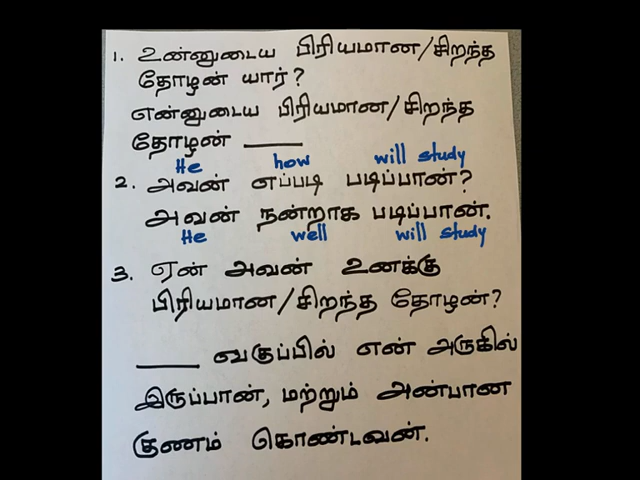 1. உன்னுடைய பிரியமான/சிறந்த
தோழன் யார்?
என்னுடைய பிரியமான/சிறந்த
தோழன் ______
He how will study
2. அவன் எப்படி படிப்பான்?
அவன் நன்றாக படிப்பான்.
He well will study
3. ஏன் அவன் உனக்கு
பிரியமான/சிறந்த தோழன்?
______ வகுப்பில் என் அருகில்
இருப்பான், மற்றும் அன்பான
குணம் கொண்டவன்.